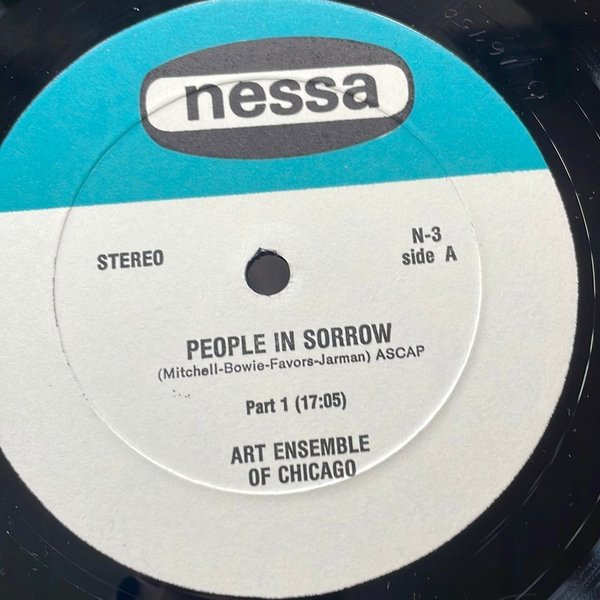 nessa
STEREO
N-3
side A
PEOPLE IN SORROW
(Mitchell-Bowie-Favors-Jarman) ASCAP
Part 1 (17:05)
ART ENSEMBLE
OF CHICAGO